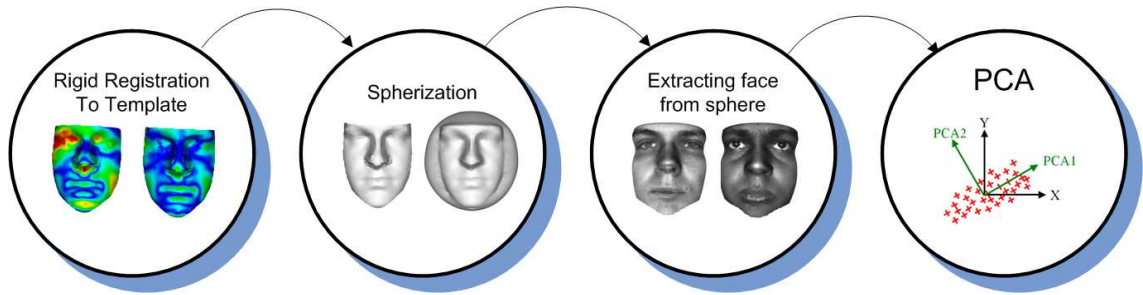 Rigid Registration
To Template
Spherization
Extracting face
from sphere
PCA
Y
PCA2
PCA1
X